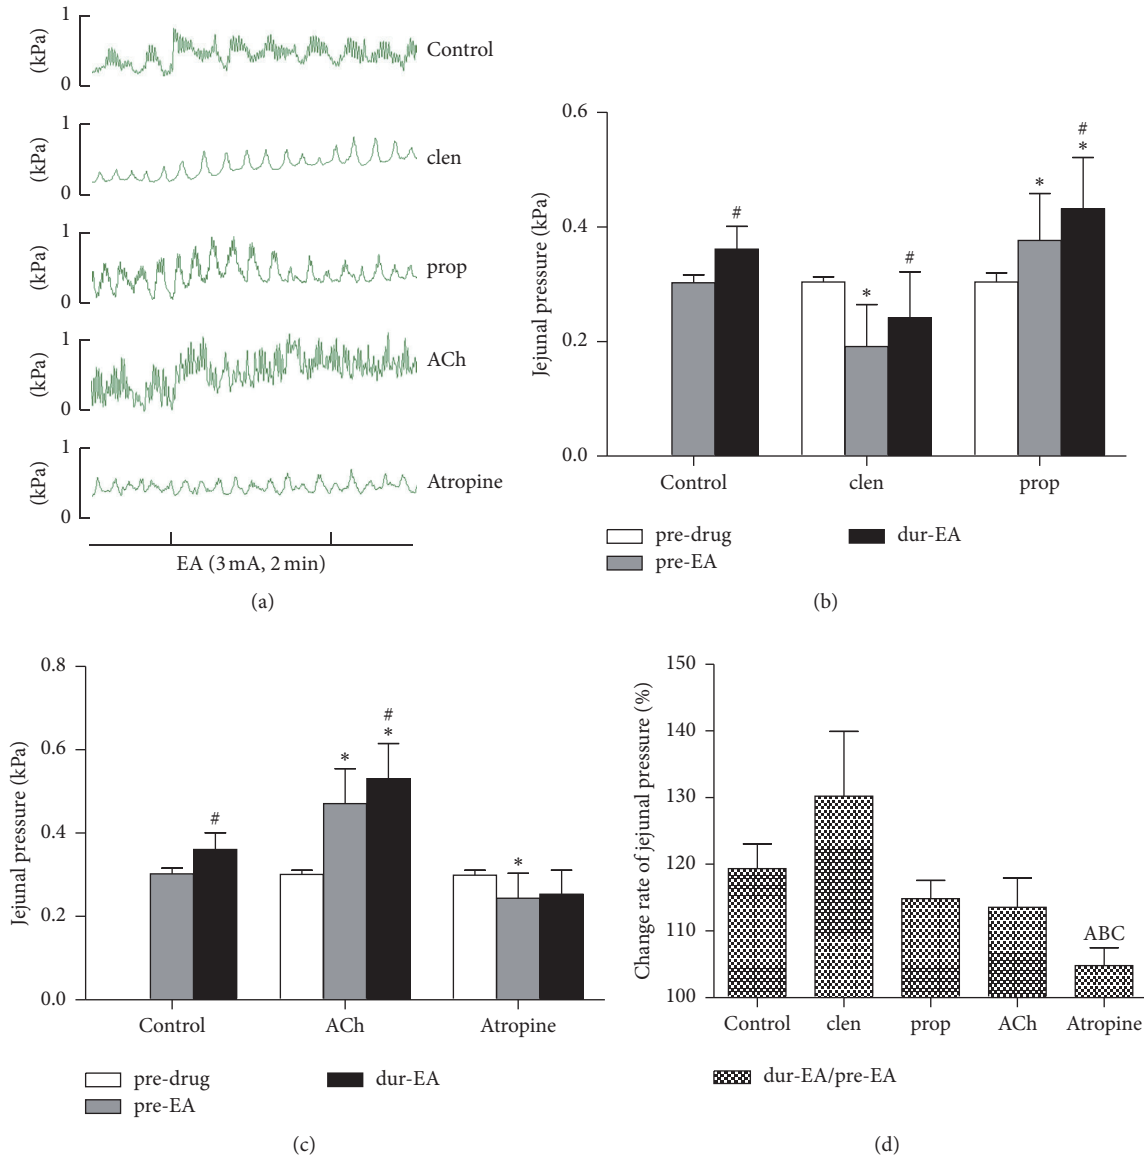 1
(kPa)
0
Control
1
(kPa)
0
clen
1
(kPa)
0
prop
1
(kPa)
0
ACh
1
(kPa)
0
Atropine
EA (3 mA, 2 min)
(a)
0.6
0.4
0.2
0.0
Jejunal pressure (kPa)
#
*
#
*
#
*
Control clen prop
pre-drug dur-EA
pre-EA
(b)
0.8
0.6
0.4
0.2
0.0
Jejunal pressure (kPa)
#
*
#
*
*
Control ACh Atropine
pre-drug dur-EA
pre-EA
(c)
150
140
130
120
110
100
Change rate of jejunal pressure (%)
ABC
Control clen prop ACh Atropine
dur-EA/pre-EA
(d)